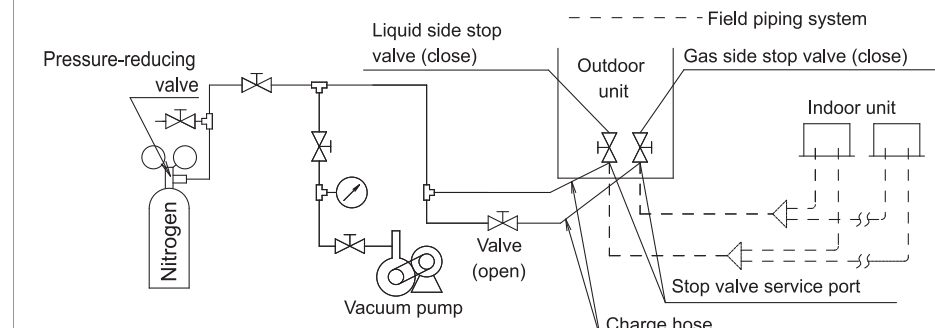 Field piping system
Liquid side stop
valve (close)
Pressure-reducing
valve
Outdoor
unit
Gas side stop valve (close)
Indoor unit
Nitrogen
Valve
(open)
Vacuum pump
Stop valve service port
Charge hose